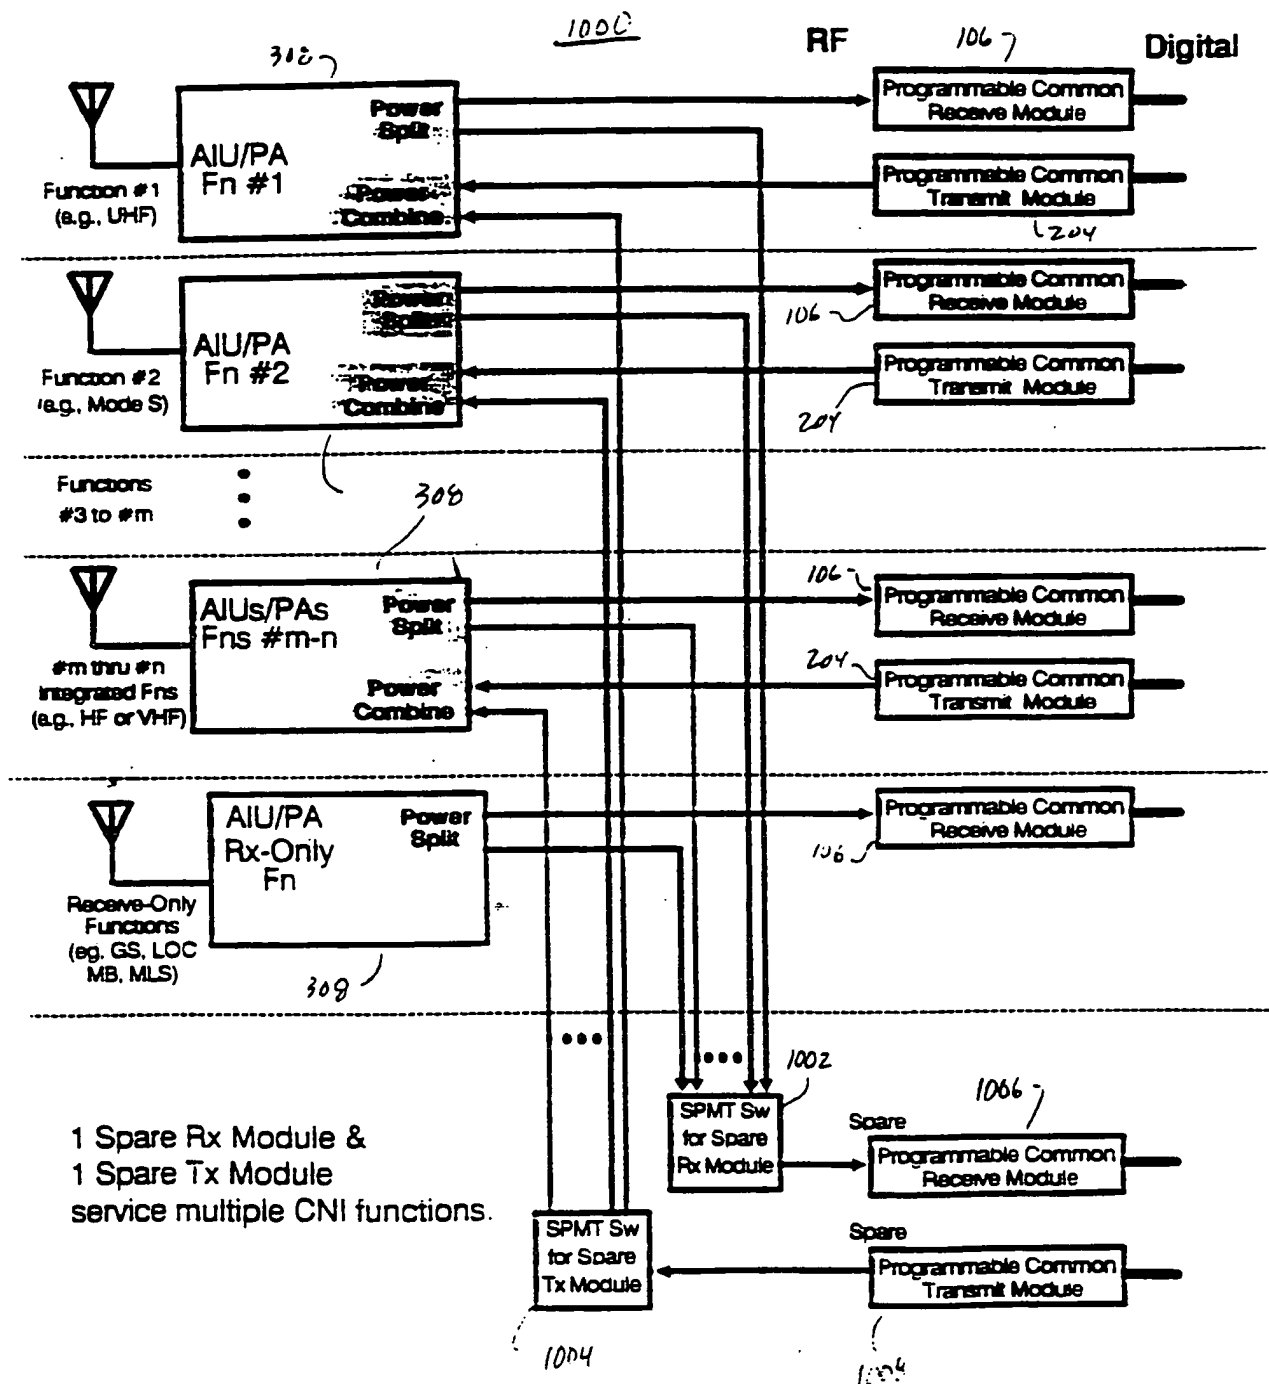 1000
RF
106
Digital
308
Power
Split
AIU/PA
Fn #1
Power
Combine
Function #1
(e.g., UHF)
Programmable Common
Receive Module
Programmable Common
Transmit Module
204
AIU/PA
Fn #2
Power
Split
Power
Combine
Function #2
(e.g., Mode S)
Programmable Common
Receive Module
106
Programmable Common
Transmit Module
204
Functions
#3 to #m
308
AIUs/PAs
Fns #m-n
Power
Split
Power
Combine
#m thru #n
Integrated Fns
(e.g., HF or VHF)
106
Programmable Common
Receive Module
204
Programmable Common
Transmit Module
AIU/PA
Rx-Only
Fn
Power
Split
Receive-Only
Functions
(eg. GS, LOC
MB, MLS)
308
Programmable Common
Receive Module
106
1002
SPMT Sw
for Spare
Rx Module
1006
Spare
Programmable Common
Receive Module
1 Spare Rx Module &
1 Spare Tx Module
service multiple CNI functions.
SPMT Sw
for Spare
Tx Module
1004
Spare
Programmable Common
Transmit Module